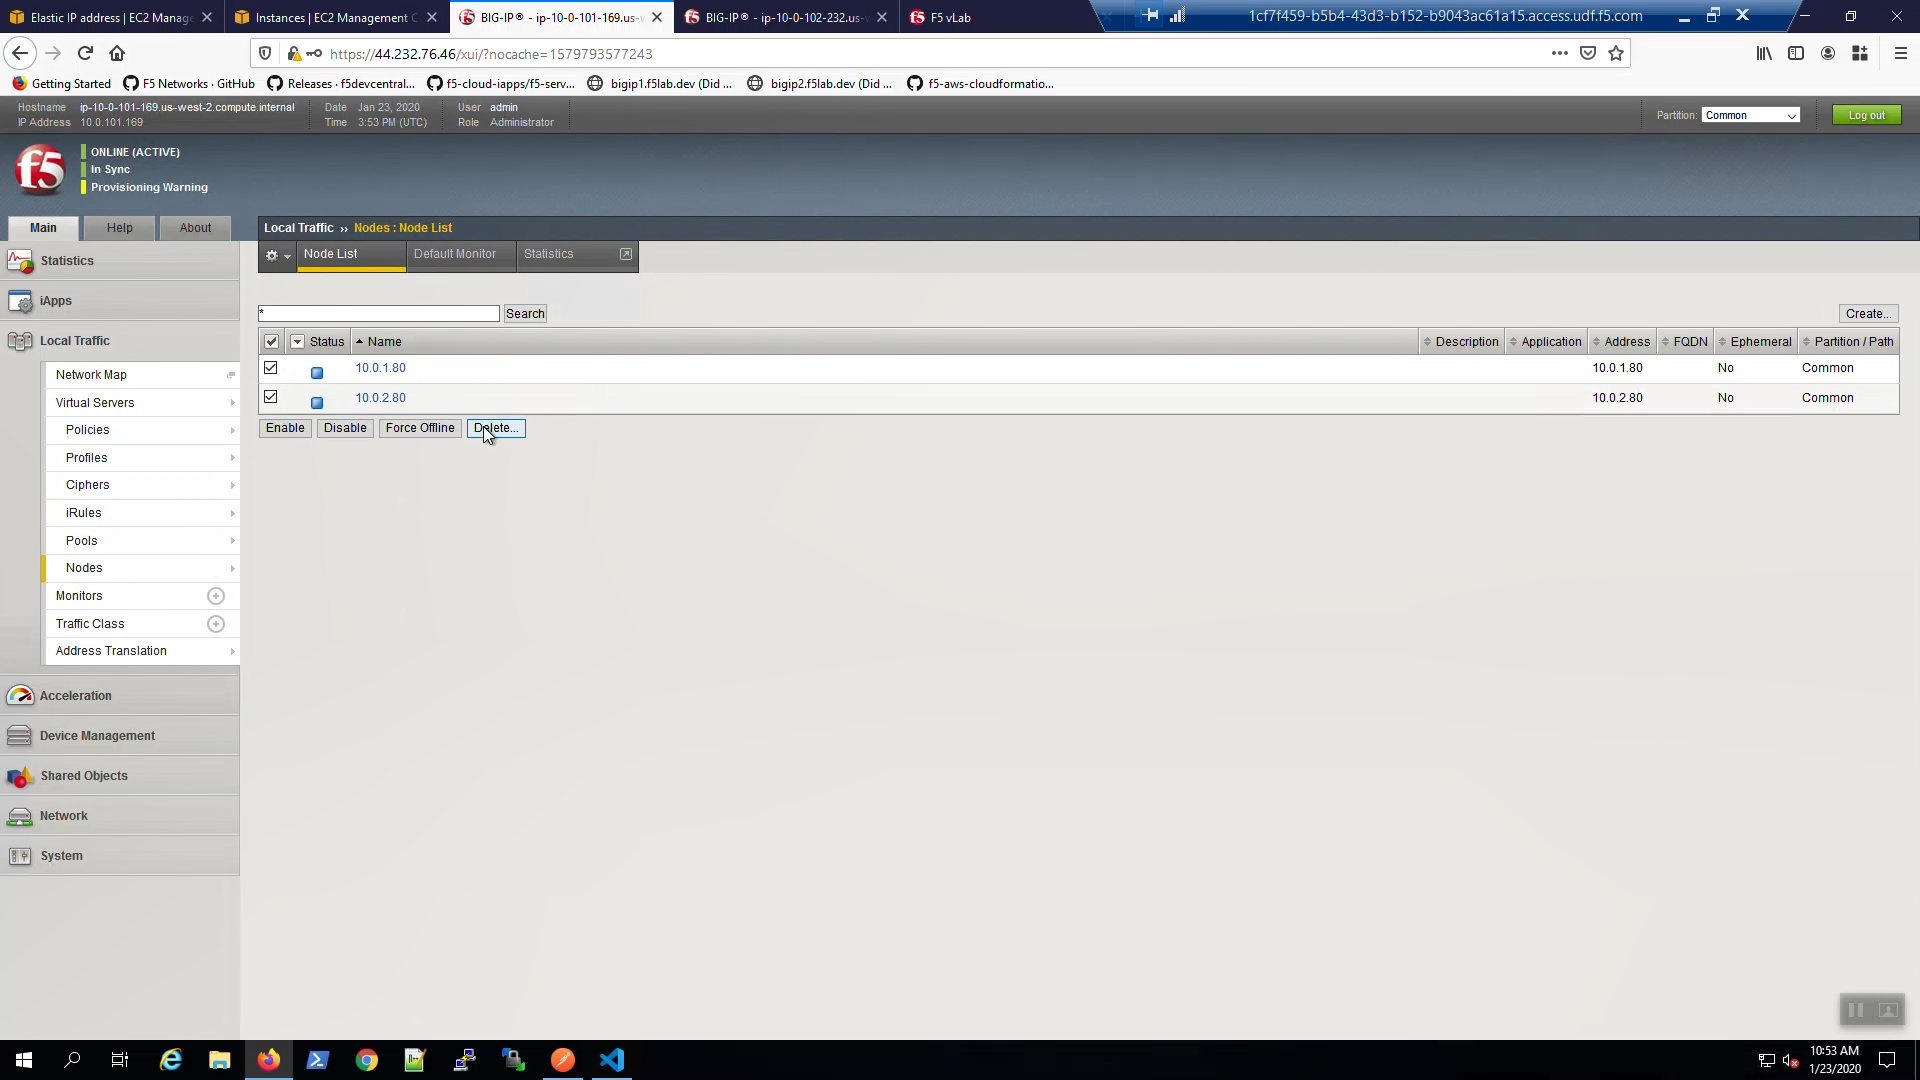 Elastic IP address | EC2 Manage
Instances | EC2 Management C
BIG-IP® - ip-10-0-101-169.us-w
BIG-IP® - ip-10-0-102-232.us-w
F5 vLab
1cf7f459-b5b4-43d3-b152-b9043ac61a15.access.udf.f5.com
https://44.232.76.46/xui/?nocache=1579793577243
Getting Started
F5 Networks · GitHub
Releases · f5devcentral...
f5-cloud-iapps/f5-serv...
bigip1.f5lab.dev (Did ...
bigip2.f5lab.dev (Did ...
f5-aws-cloudformatio...
Hostname ip-10-0-101-169.us-west-2.compute.internal
IP Address 10.0.101.169
Date Jan 23, 2020
Time 3:53 PM (UTC)
User admin
Role Administrator
Partition: Common
Log out
f5
ONLINE (ACTIVE)
In Sync
Provisioning Warning
Main
Help
About
Local Traffic ›› Nodes : Node List
Node List
Default Monitor
Statistics
Statistics
iApps
Local Traffic
Network Map
Virtual Servers
Policies
Profiles
Ciphers
iRules
Pools
Nodes
Monitors
Traffic Class
Address Translation
Acceleration
Device Management
Shared Objects
Network
System
*
Search
Create...
Status Name Description Application Address FQDN Ephemeral Partition / Path
10.0.1.80 10.0.1.80 No Common
10.0.2.80 10.0.2.80 No Common
Enable
Disable
Force Offline
Delete...
10:53 AM
1/23/2020